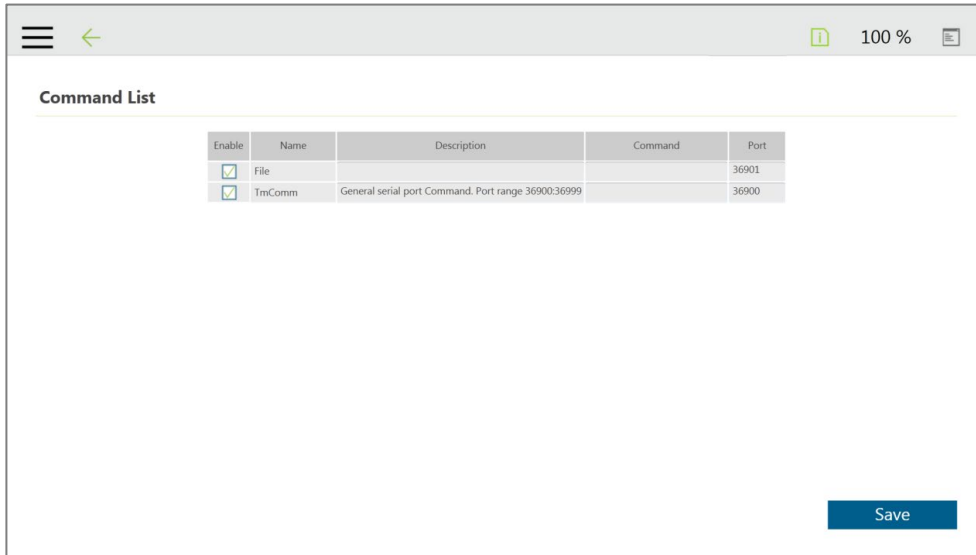 100 %
Command List
Enable Name Description Command Port
File 36901
TmComm General serial port Command. Port range 36900:36999 36900
Save